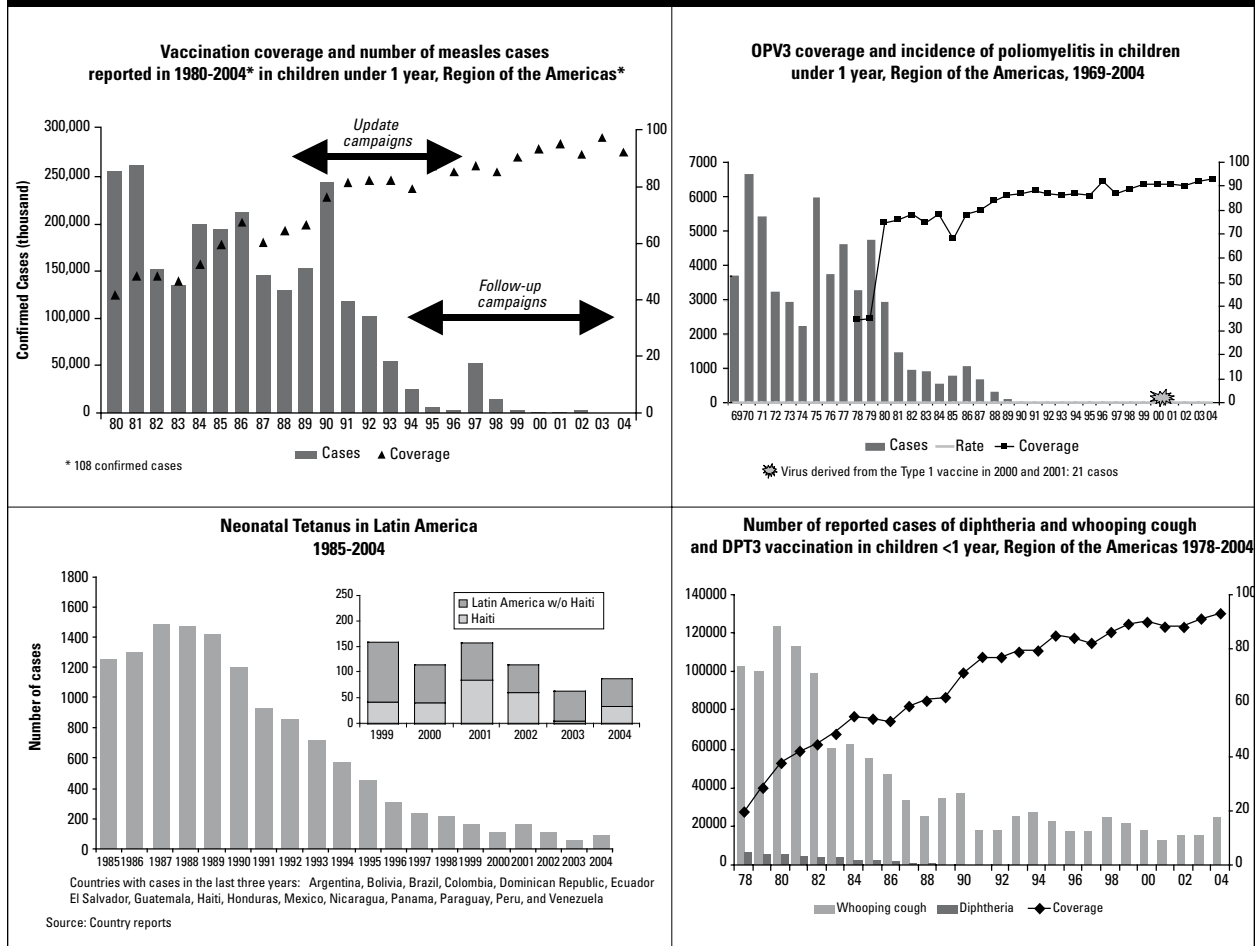 Vaccination coverage and number of measles cases
reported in 1980-2004* in children under 1 year, Region of the Americas*
Confirmed Cases (thousand)
300,000
250,000
200,000
150,000
100,000
50,000
0
100
80
60
40
20
0
Update
campaigns
Follow-up
campaigns
80 81 82 83 84 85 86 87 88 89 90 91 92 93 94 95 96 97 98 99 00 01 02 03 04
Cases Coverage
* 108 confirmed cases
OPV3 coverage and incidence of poliomyelitis in children
under 1 year, Region of the Americas, 1969-2004
7000
6000
5000
4000
3000
2000
1000
0
100
90
80
70
60
50
40
30
20
10
0
69 70 71 72 73 74 75 76 77 78 79 80 81 82 83 84 85 86 87 88 89 90 91 92 93 94 95 96 97 98 99 00 01 02 03 04
Cases Rate Coverage
Virus derived from the Type 1 vaccine in 2000 and 2001: 21 casos
Neonatal Tetanus in Latin America
1985-2004
Number of cases
1800
1600
1400
1200
1000
800
600
400
200
0
250
200
150
100
50
0
Latin America w/o Haiti
Haiti
1999 2000 2001 2002 2003 2004
1985 1986 1987 1988 1989 1990 1991 1992 1993 1994 1995 1996 1997 1998 1999 2000 2001 2002 2003 2004
Countries with cases in the last three years: Argentina, Bolivia, Brazil, Colombia, Dominican Republic, Ecuador
El Salvador, Guatemala, Haiti, Honduras, Mexico, Nicaragua, Panama, Paraguay, Peru, and Venezuela
Source: Country reports
Number of reported cases of diphtheria and whooping cough
and DPT3 vaccination in children <1 year, Region of the Americas 1978-2004
140000
120000
100000
80000
60000
40000
20000
0
100
80
60
40
20
0
78 80 82 84 86 88 90 92 94 96 98 00 02 04
Whooping cough Diphtheria Coverage